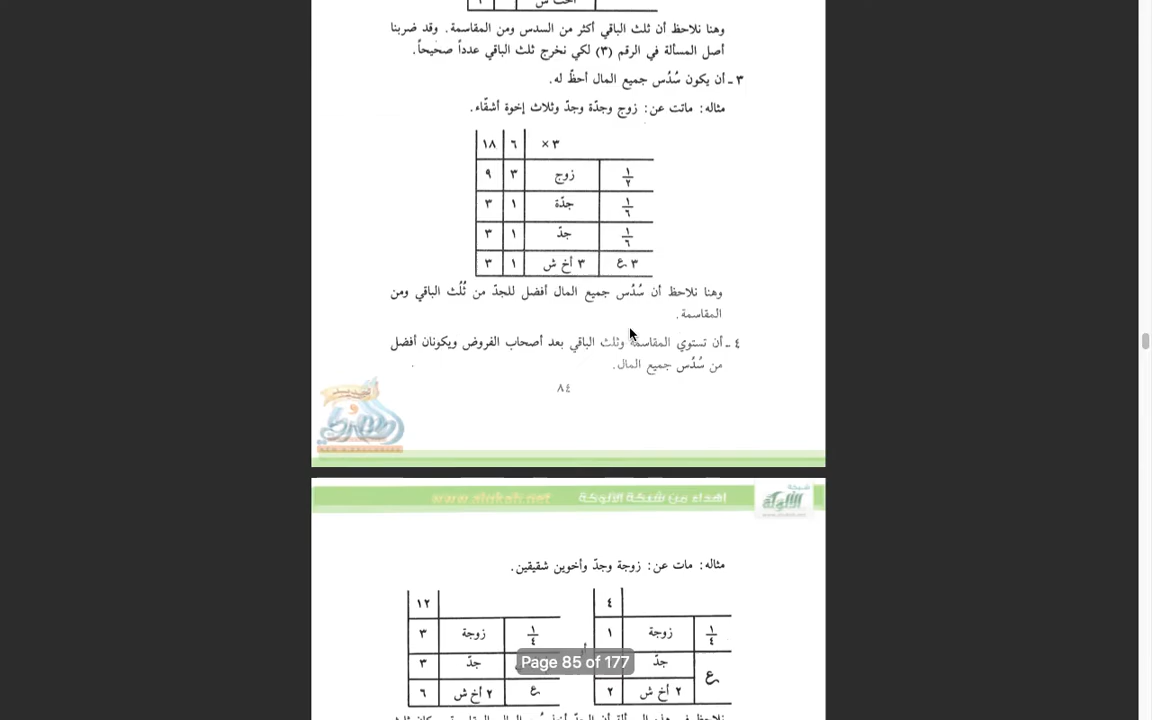 وهنا نلاحظ أن ثلث الباقي أكثر من السدس ومن المقاسمة. وقد ضربنا
أصل المسألة في الرقم (٣) لكي نخرج ثلث الباقي عدداً صحيحاً.
٣ ـ أن يكون سُدُس جميع المال أحظّ له.
مثاله: ماتت عن: زوج وجدّة وجدّ وثلاث إخوة أشقّاء.
٣ × ٦ ١٨
١/٢ زوج ٣ ٩
١/٦ جدّة ١ ٣
١/٦ جدّ ١ ٣
٣ ع ٣ أخ ش ١ ٣
وهنا نلاحظ أن سُدُس جميع المال أفضل للجدّ من ثُلُث الباقي ومن
المقاسمة.
٤ ـ أن تستوي المقاسمة وثلث الباقي بعد أصحاب الفروض ويكونان أفضل
من سُدُس جميع المال.
٨٤
اهداء من شبكة الألوكة www.alukah.net
شبكة الألوكة
www.alukah.net
مثاله: مات عن: زوجة وجدّ وأخوين شقيقين.
٤
١/٤ زوجة ١
ع جدّ
٢ أخ ش ٢
١٢
١/٤ زوجة ٣
جدّ ٣
ع ٢ أخ ش ٦
Page 85 of 177